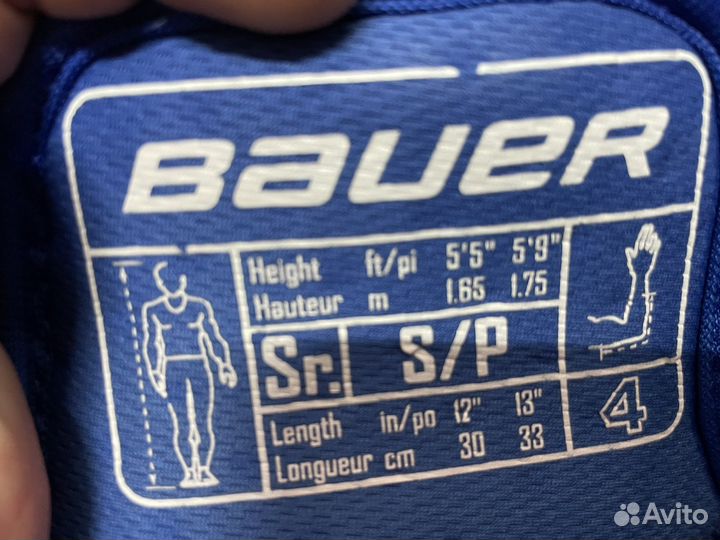 BAUER
Height ft/pi 5'5" 5'9"
Hauteur m 1.65 1.75
Sr. S/P
Length in/po 12" 13"
Longueur cm 30 33
4
Avito